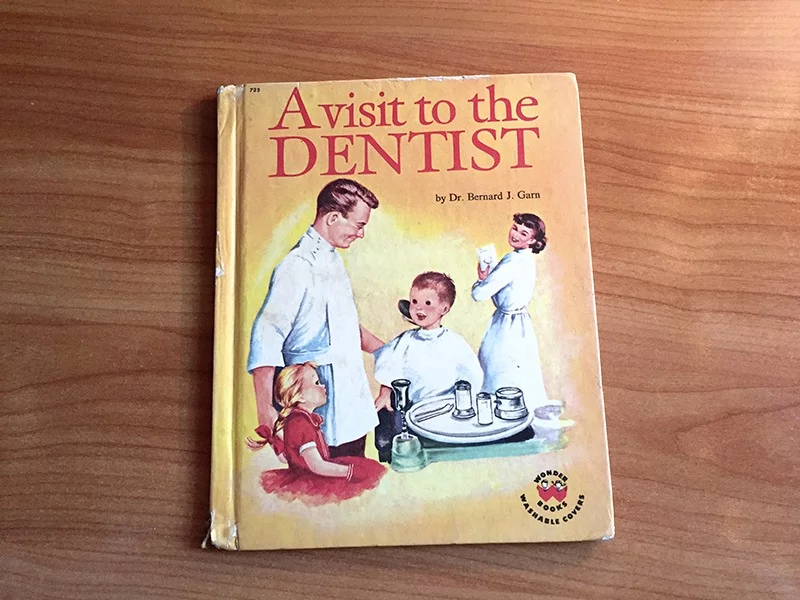 733
A visit to the
DENTIST
by Dr. Bernard J. Garn
WONDER
BOOKS
WASHABLE COVERS